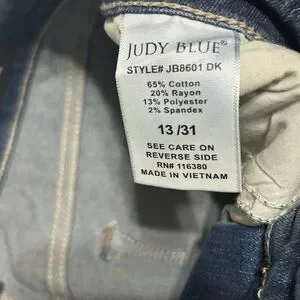 JUDY BLUE®
STYLE# JB8601 DK
65% Cotton
20% Rayon
13% Polyester
2% Spandex
13 /31
SEE CARE ON
REVERSE SIDE
RN# 116380
MADE IN VIETNAM